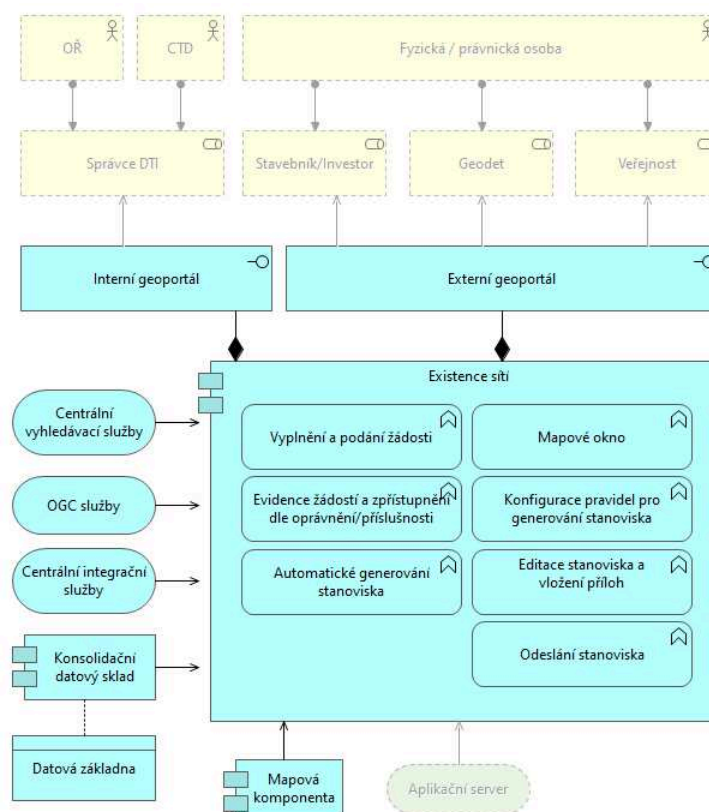 OŘ
CTD
Fyzická / právnická osoba
Správce DTI
Stavebník/Investor
Geodet
Veřejnost
Interní geoportál
Externí geoportál
Existence sítí
Centrální
vyhledávací služby
Vyplnění a podání žádosti
Mapové okno
OGC služby
Evidence žádostí a zpřístupnění
dle oprávnění/příslušnosti
Konfigurace pravidel pro
generování stanoviska
Centrální integrační
služby
Automatické generování
stanoviska
Editace stanoviska a
vložení příloh
Konsolidační
datový sklad
Odeslání stanoviska
Datová základna
Mapová
komponenta
Aplikační server